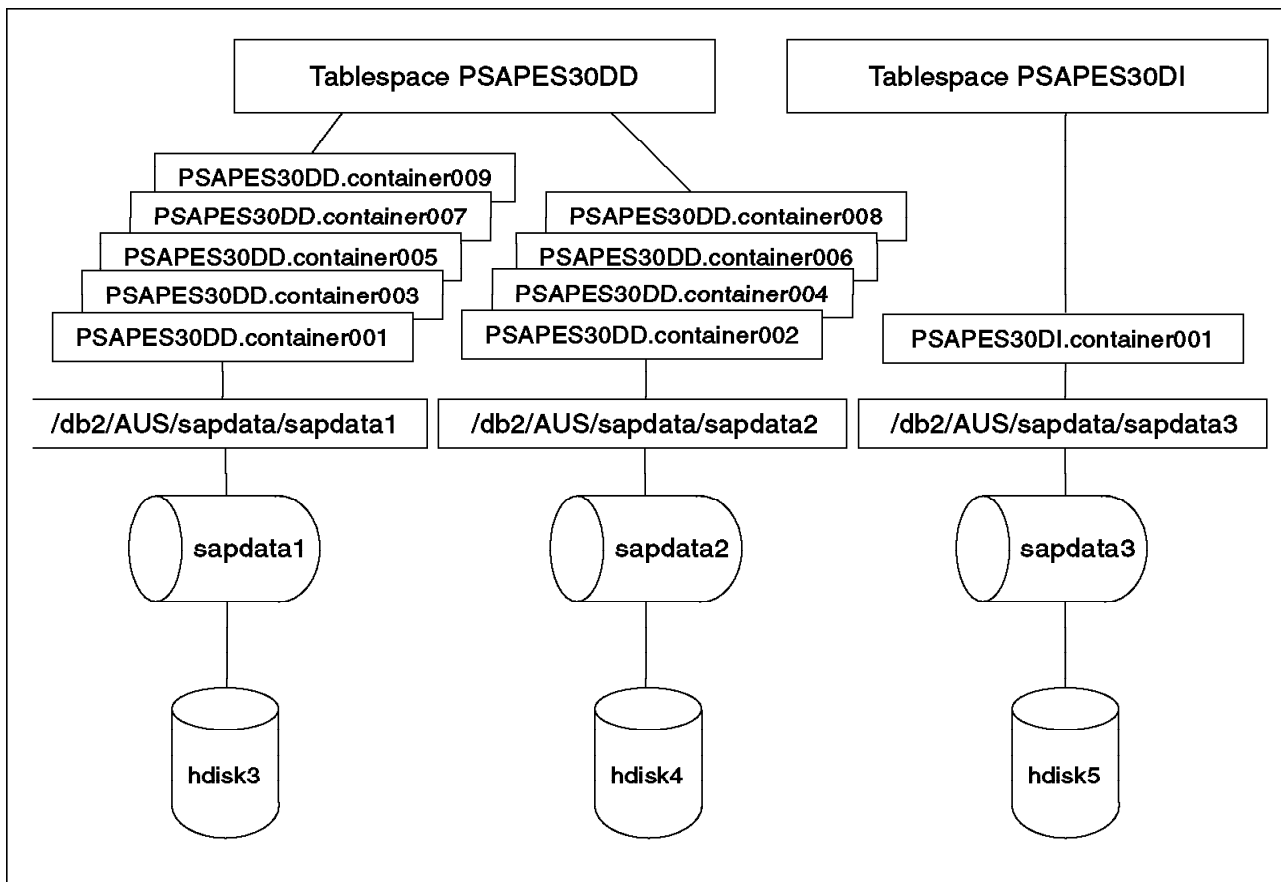 Tablespace PSAPES30DD
Tablespace PSAPES30DI
PSAPES30DD.container009
PSAPES30DD.container007
PSAPES30DD.container005
PSAPES30DD.container003
PSAPES30DD.container001
PSAPES30DD.container008
PSAPES30DD.container006
PSAPES30DD.container004
PSAPES30DD.container002
PSAPES30DI.container001
/db2/AUS/sapdata/sapdata1
/db2/AUS/sapdata/sapdata2
/db2/AUS/sapdata/sapdata3
sapdata1
sapdata2
sapdata3
hdisk3
hdisk4
hdisk5